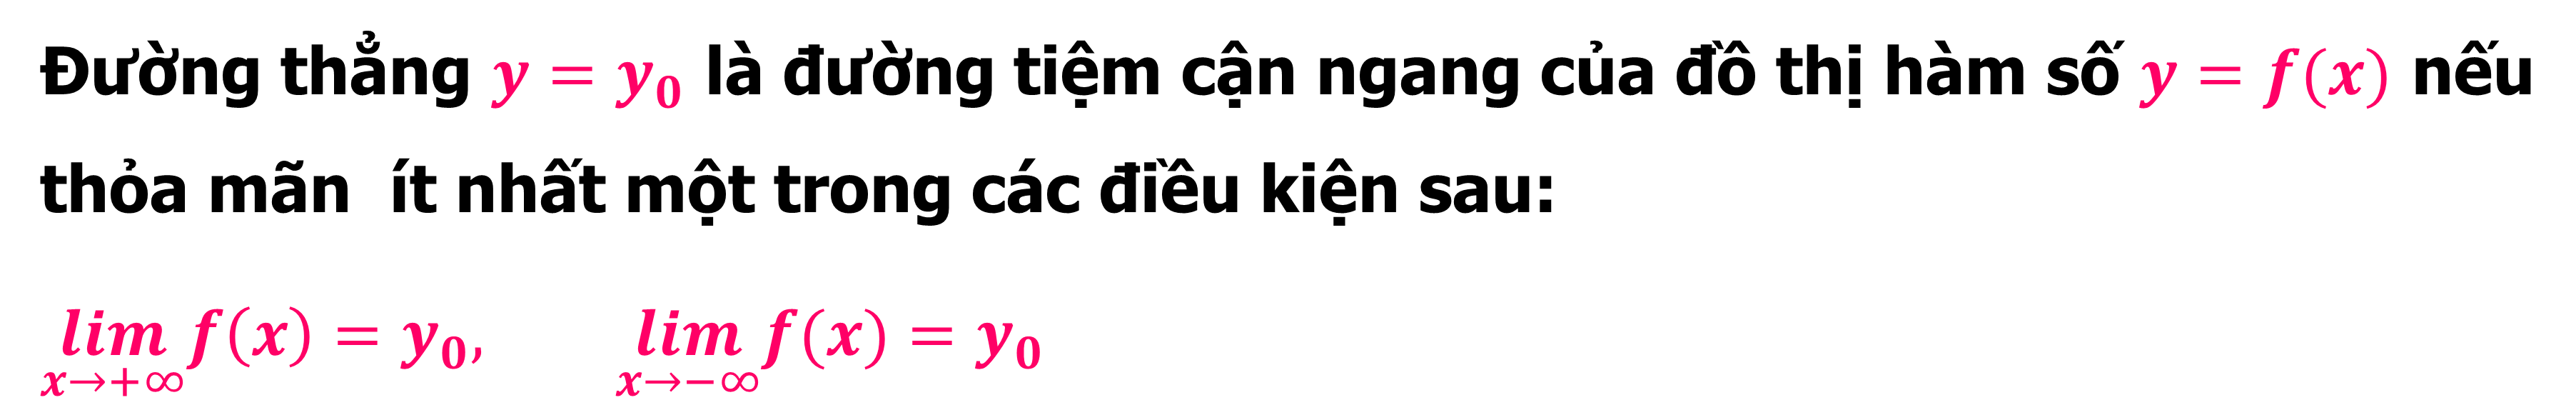 Đường thẳng y = y₀ là đường tiệm cận ngang của đồ thị hàm số y = f(x) nếu
thỏa mãn  ít nhất một trong các điều kiện sau:
lim f(x) = y₀,      lim f(x) = y₀
x→+∞      x→−∞